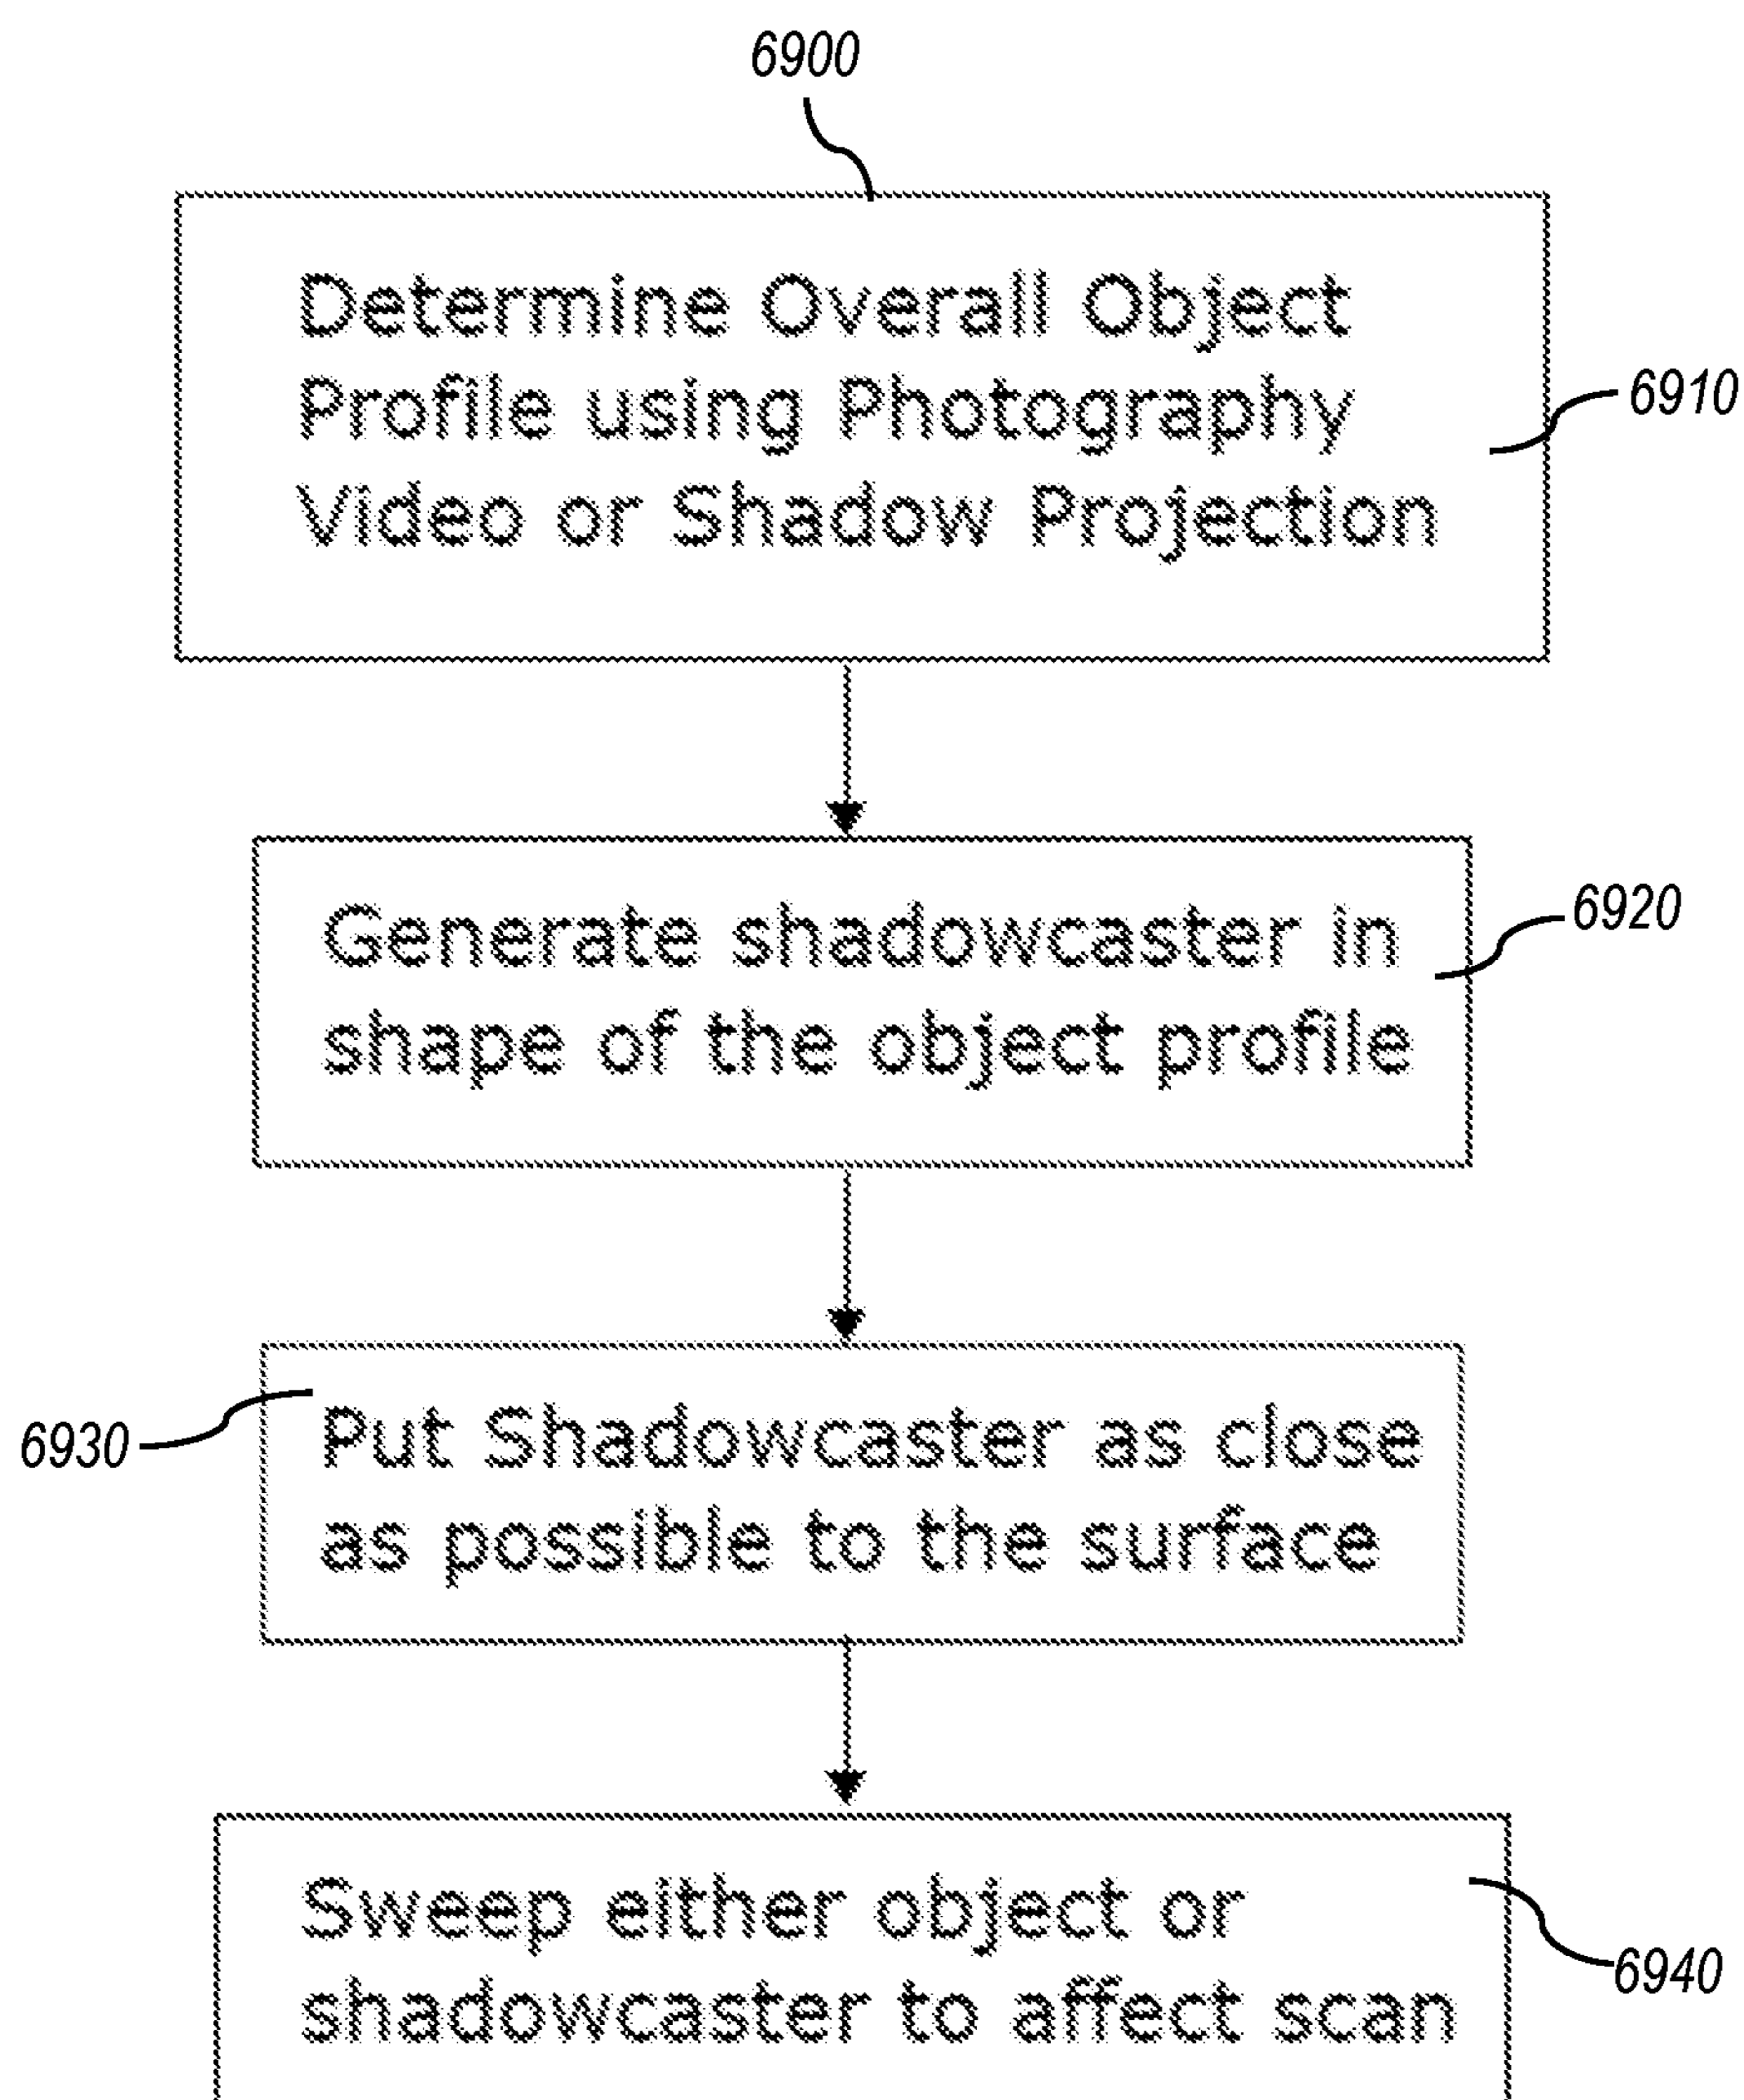 6900
Determine Overall Object
Profile using Photography
Video or Shadow Projection
6910
Generate shadowcaster in
shape of the object profile
6920
Put Shadowcaster as close
as possible to the surface
6930
Sweep either object or
shadowcaster to affect scan
6940